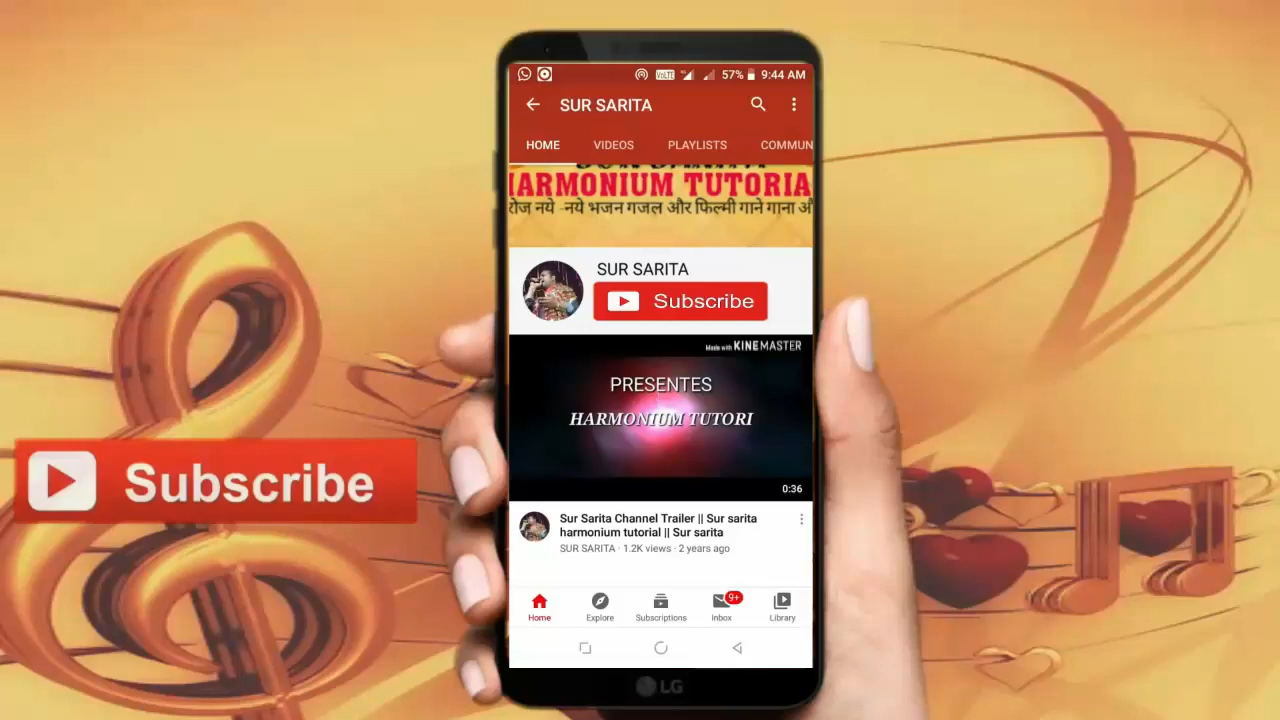 57% 9:44 AM
SUR SARITA
HOME VIDEOS PLAYLISTS COMMUN
HARMONIUM TUTORIA
रोज नये -नये भजन गजल और फिल्मी गाने गाना औ
SUR SARITA
Subscribe
Made with KINEMASTER
PRESENTES
HARMONIUM TUTORI
0:36
Sur Sarita Channel Trailer || Sur sarita
harmonium tutorial || Sur sarita
SUR SARITA · 1.2K views · 2 years ago
Subscribe
9+
Home Explore Subscriptions Inbox Library
LG